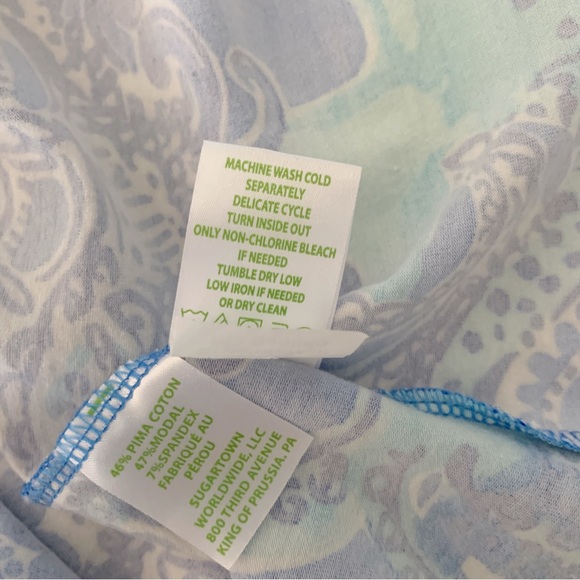 MACHINE WASH COLD
SEPARATELY
DELICATE CYCLE
TURN INSIDE OUT
ONLY NON-CHLORINE BLEACH
IF NEEDED
TUMBLE DRY LOW
LOW IRON IF NEEDED
OR DRY CLEAN
46% PIMA COTON
47%MODAL
7%SPANDEX
FABRIQUÉ AU
PÉROU
SUGARTOWN
WORLDWIDE, LLC
800 THIRD AVENUE
KING OF PRUSSIA PA